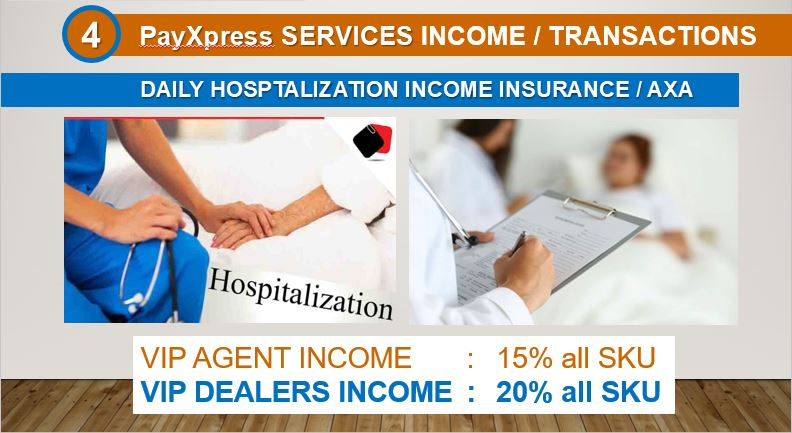 4 PayXpress SERVICES INCOME / TRANSACTIONS
DAILY HOSPTALIZATION INCOME INSURANCE / AXA
Hospitalization
VIP AGENT INCOME : 15% all SKU
VIP DEALERS INCOME : 20% all SKU